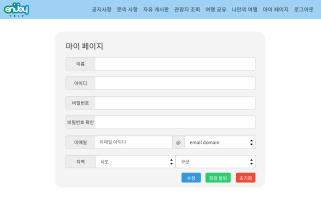 enjoy
TRIP
공지사항 문의 사항 자유 게시판 관광지 조회 여행 공유 나만의 여행 마이 페이지 로그아웃
마이 페이지
이름
아이디
비밀번호
비밀번호 확인
이메일 이메일 아이디 @ email domain
지역 시도 구군
수정 회원 탈퇴 초기화